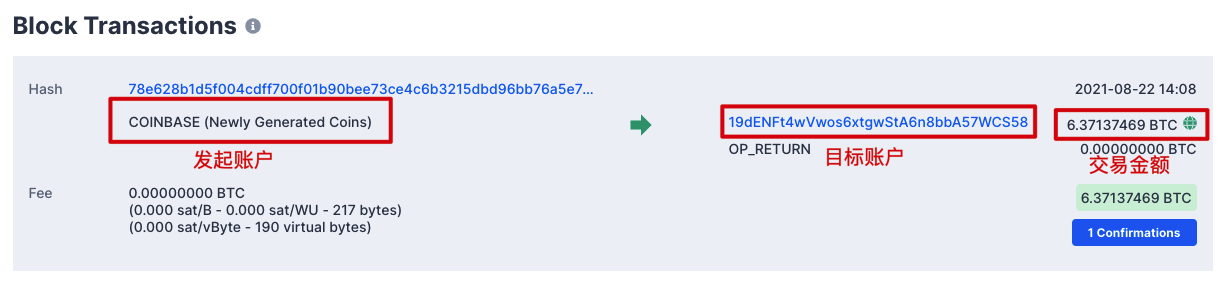 Block Transactions
Hash
78e628b1d5f004cdff700f01b90bee73ce4c6b3215dbd96bb76a5e7...
2021-08-22 14:08
COINBASE (Newly Generated Coins)
19dENFt4wVwos6xtgwStA6n8bbA57WCS58
6.37137469 BTC
发起账户
OP_RETURN
目标账户
0.00000000 BTC
交易金额
Fee
0.00000000 BTC
(0.000 sat/B - 0.000 sat/WU - 217 bytes)
(0.000 sat/vByte - 190 virtual bytes)
6.37137469 BTC
1 Confirmations